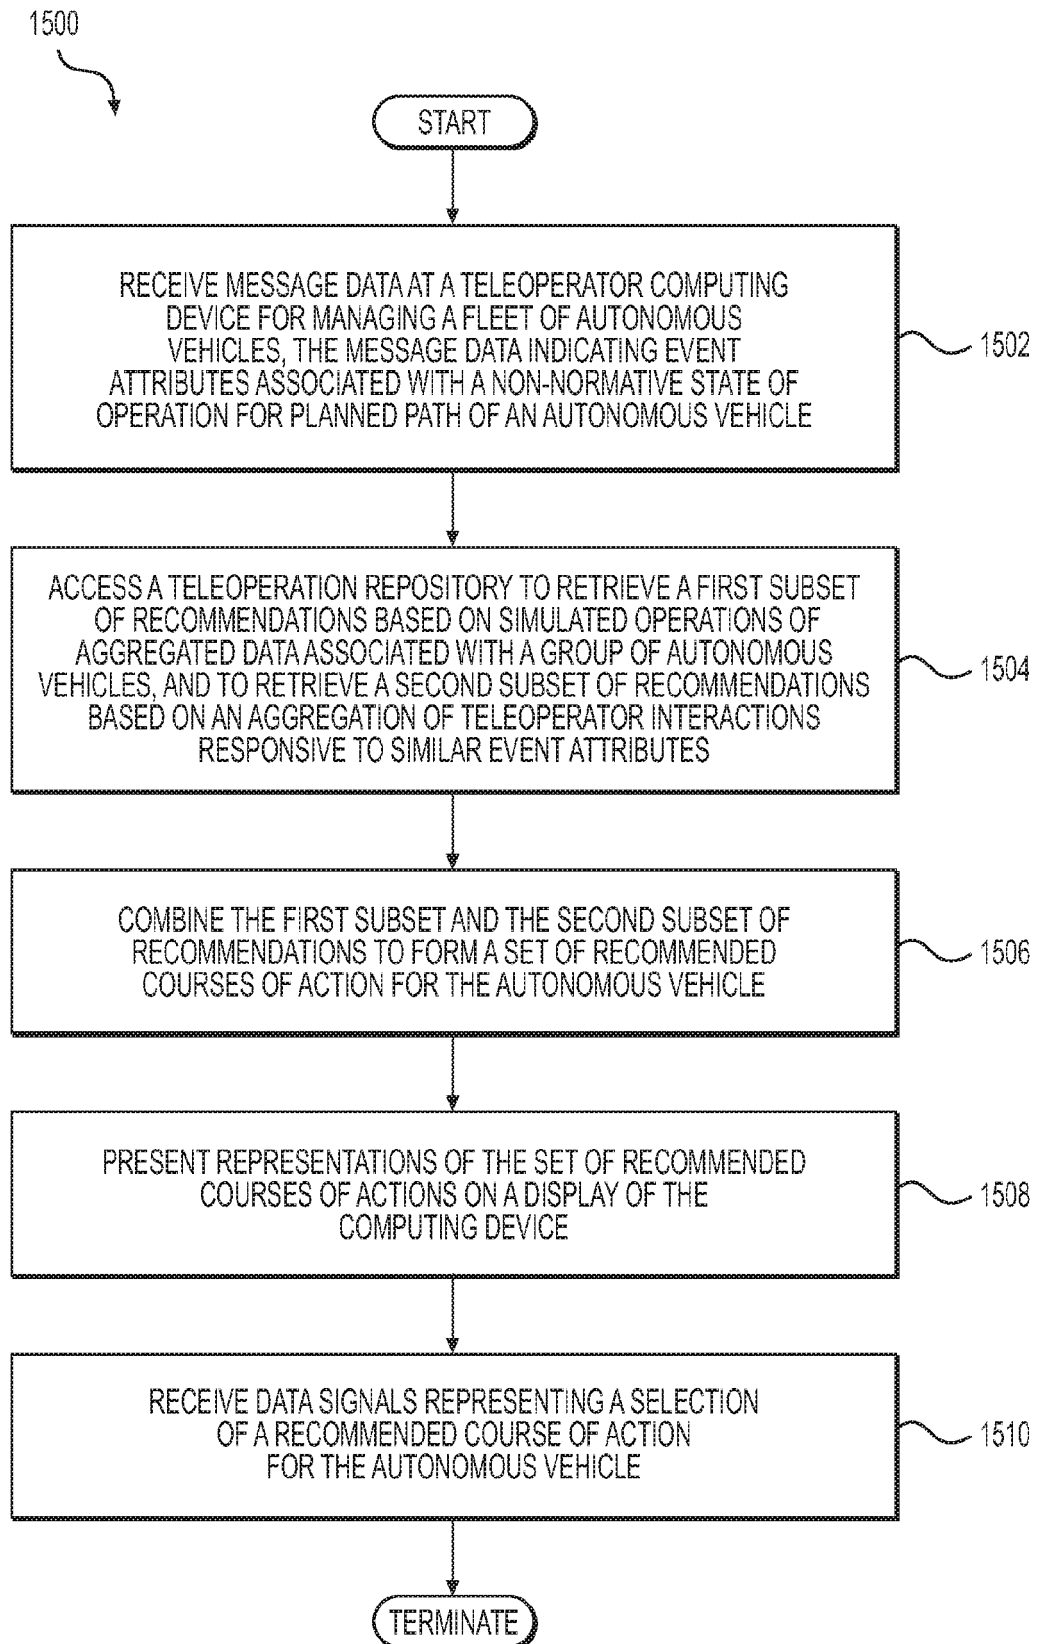 1500
START
RECEIVE MESSAGE DATA AT A TELEOPERATOR COMPUTING
DEVICE FOR MANAGING A FLEET OF AUTONOMOUS
VEHICLES, THE MESSAGE DATA INDICATING EVENT
ATTRIBUTES ASSOCIATED WITH A NON-NORMATIVE STATE OF
OPERATION FOR PLANNED PATH OF AN AUTONOMOUS VEHICLE
1502
ACCESS A TELEOPERATION REPOSITORY TO RETRIEVE A FIRST SUBSET
OF RECOMMENDATIONS BASED ON SIMULATED OPERATIONS OF
AGGREGATED DATA ASSOCIATED WITH A GROUP OF AUTONOMOUS
VEHICLES, AND TO RETRIEVE A SECOND SUBSET OF RECOMMENDATIONS
BASED ON AN AGGREGATION OF TELEOPERATOR INTERACTIONS
RESPONSIVE TO SIMILAR EVENT ATTRIBUTES
1504
COMBINE THE FIRST SUBSET AND THE SECOND SUBSET OF
RECOMMENDATIONS TO FORM A SET OF RECOMMENDED
COURSES OF ACTION FOR THE AUTONOMOUS VEHICLE
1506
PRESENT REPRESENTATIONS OF THE SET OF RECOMMENDED
COURSES OF ACTIONS ON A DISPLAY OF THE
COMPUTING DEVICE
1508
RECEIVE DATA SIGNALS REPRESENTING A SELECTION
OF A RECOMMENDED COURSE OF ACTION
FOR THE AUTONOMOUS VEHICLE
1510
TERMINATE